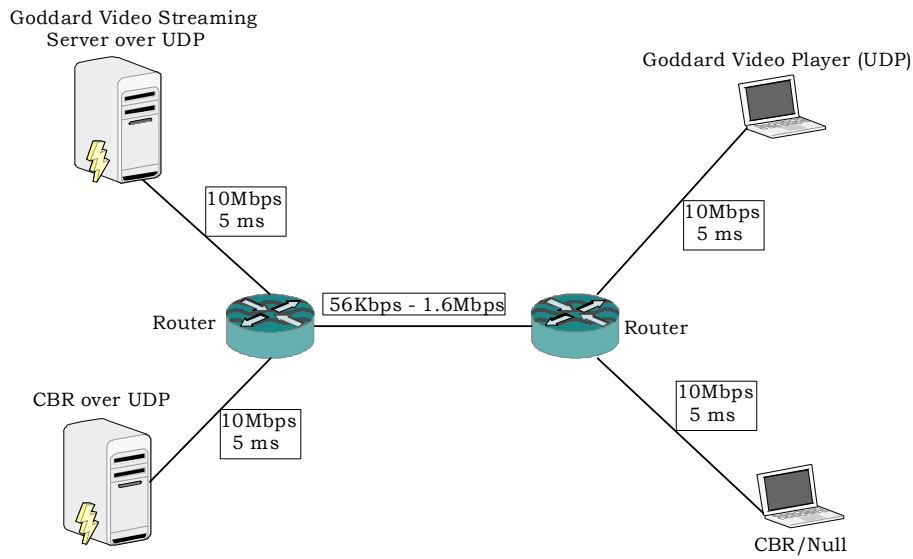 Goddard Video Streaming
Server over UDP
Goddard Video Player (UDP)
10Mbps
5 ms
10Mbps
5 ms
56Kbps - 1.6Mbps
Router
Router
CBR over UDP
10Mbps
5 ms
10Mbps
5 ms
CBR/Null